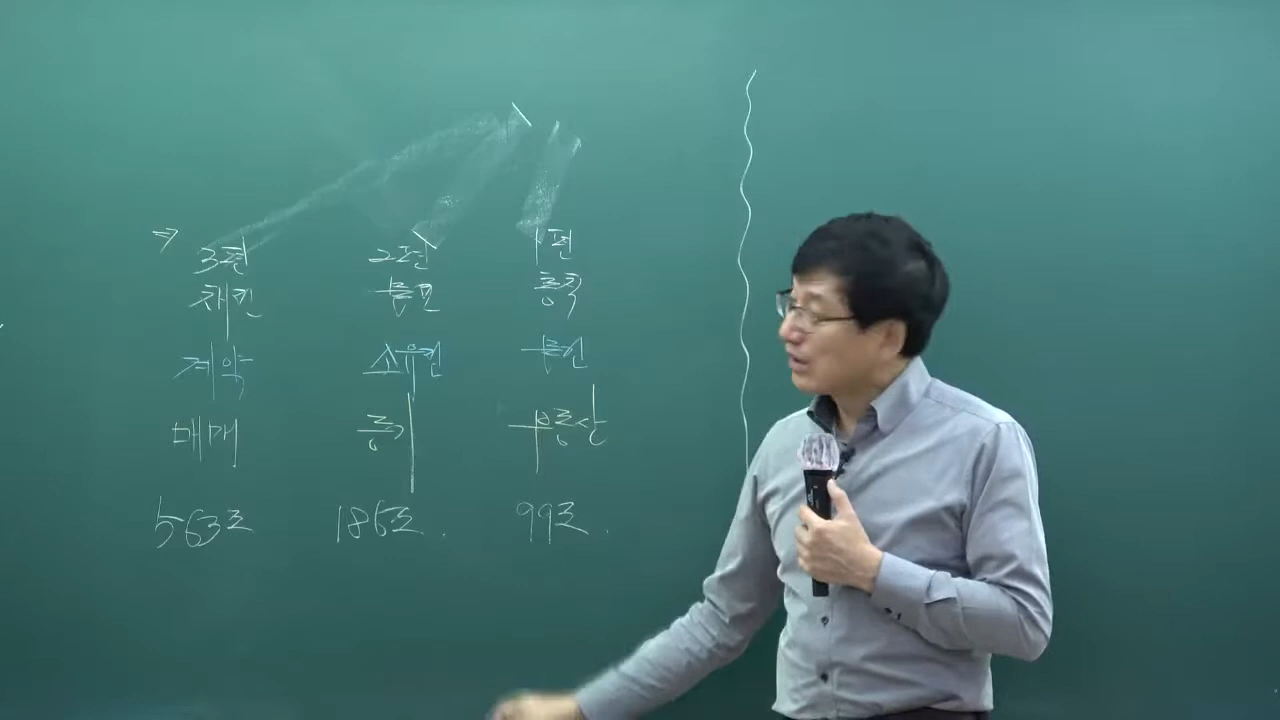 ⇒ 3편 2편 1편
채권 물권 총칙
계약 소유권 물건
매매 등기 부동산
563조 186조. 99조.